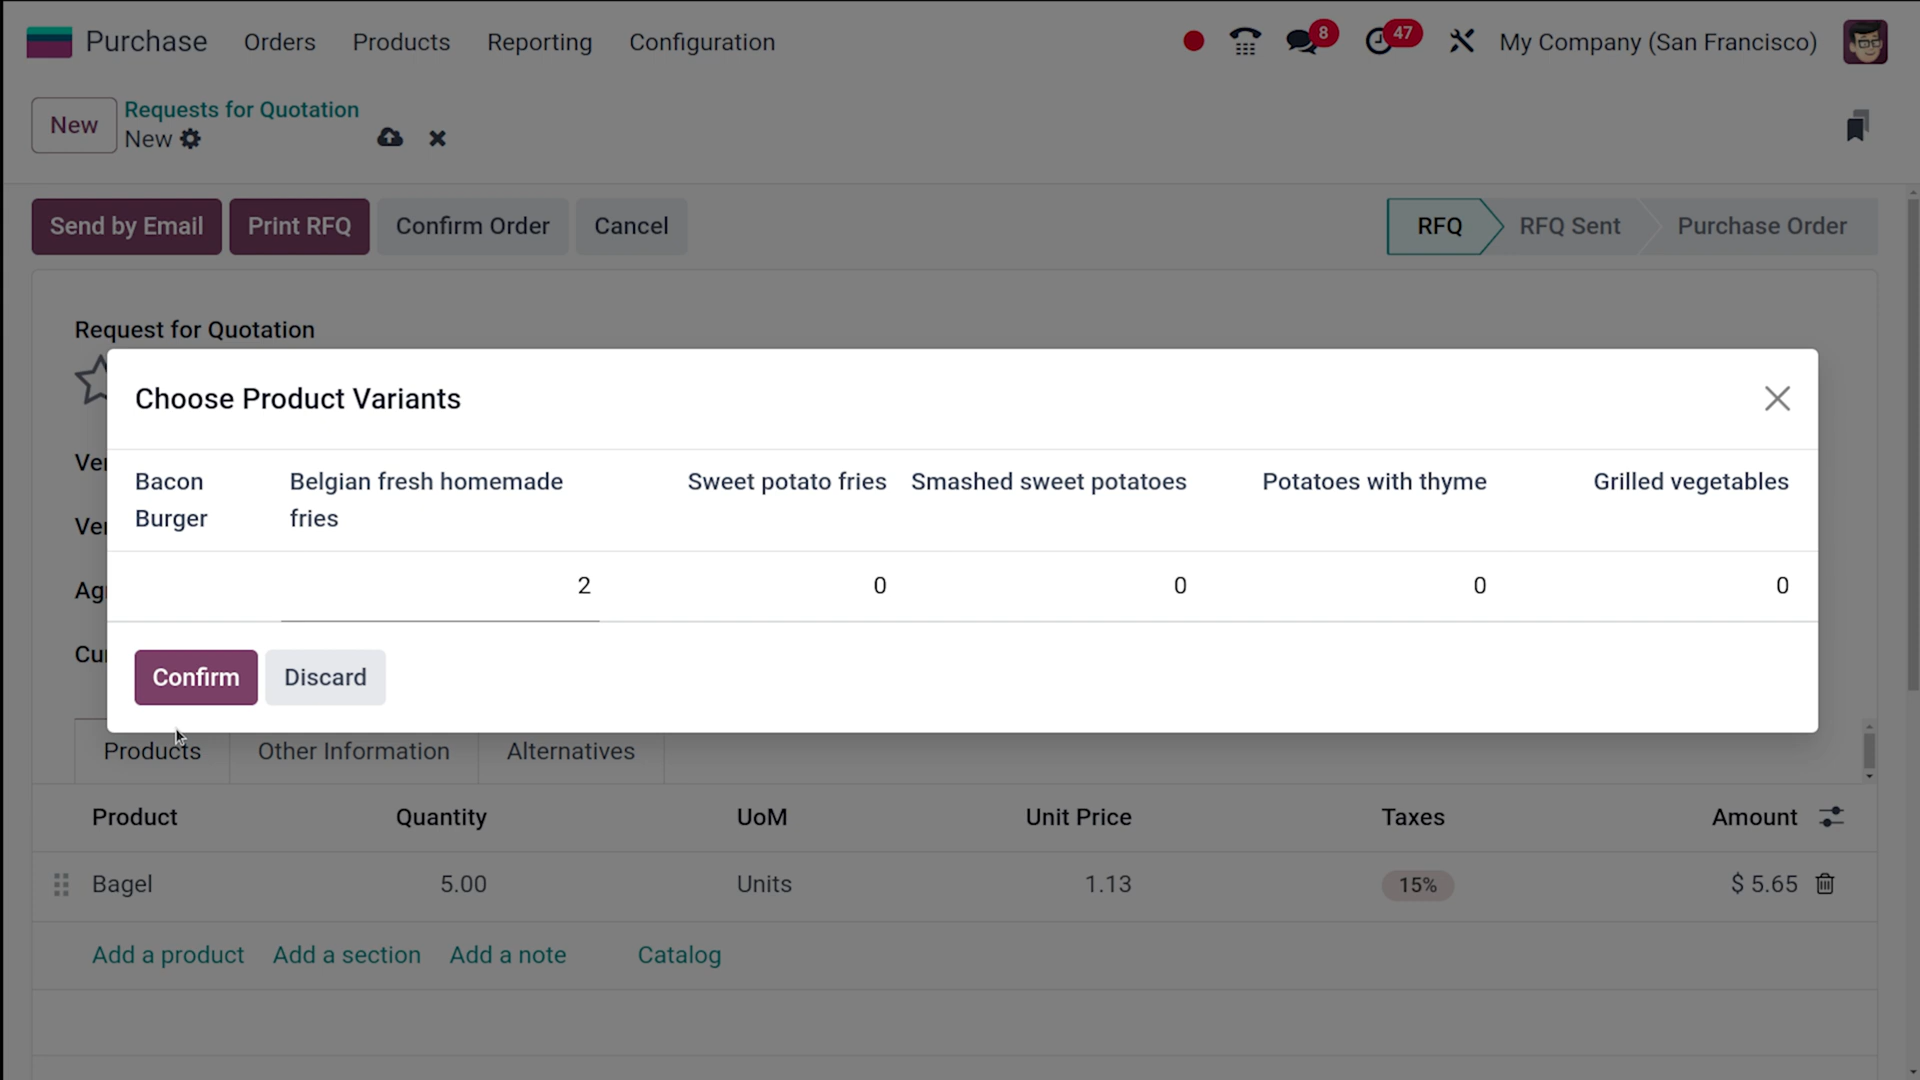 Purchase Orders Products Reporting Configuration 8 47 My Company (San Francisco)
New Requests for Quotation
New
Send by Email Print RFQ Confirm Order Cancel RFQ RFQ Sent Purchase Order
Request for Quotation
Choose Product Variants
Ver
Bacon Burger Belgian fresh homemade fries Sweet potato fries Smashed sweet potatoes Potatoes with thyme Grilled vegetables
Ver
Agr
2 0 0 0 0
Cur
Confirm Discard
Products Other Information Alternatives
Product Quantity UoM Unit Price Taxes Amount
Bagel 5.00 Units 1.13 15% $ 5.65
Add a product Add a section Add a note Catalog